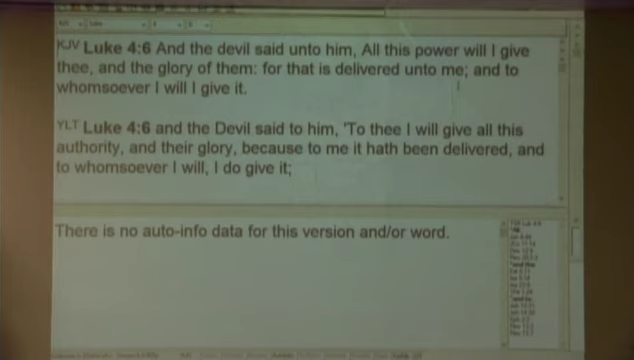 KJV Luke 4:6 And the devil said unto him, All this power will I give
thee, and the glory of them: for that is delivered unto me; and to
whomsoever I will I give it.
YLT Luke 4:6 and the Devil said to him, 'To thee I will give all this
authority, and their glory, because to me it hath been delivered, and
to whomsoever I will, I do give it;
There is no auto-info data for this version and/or word.